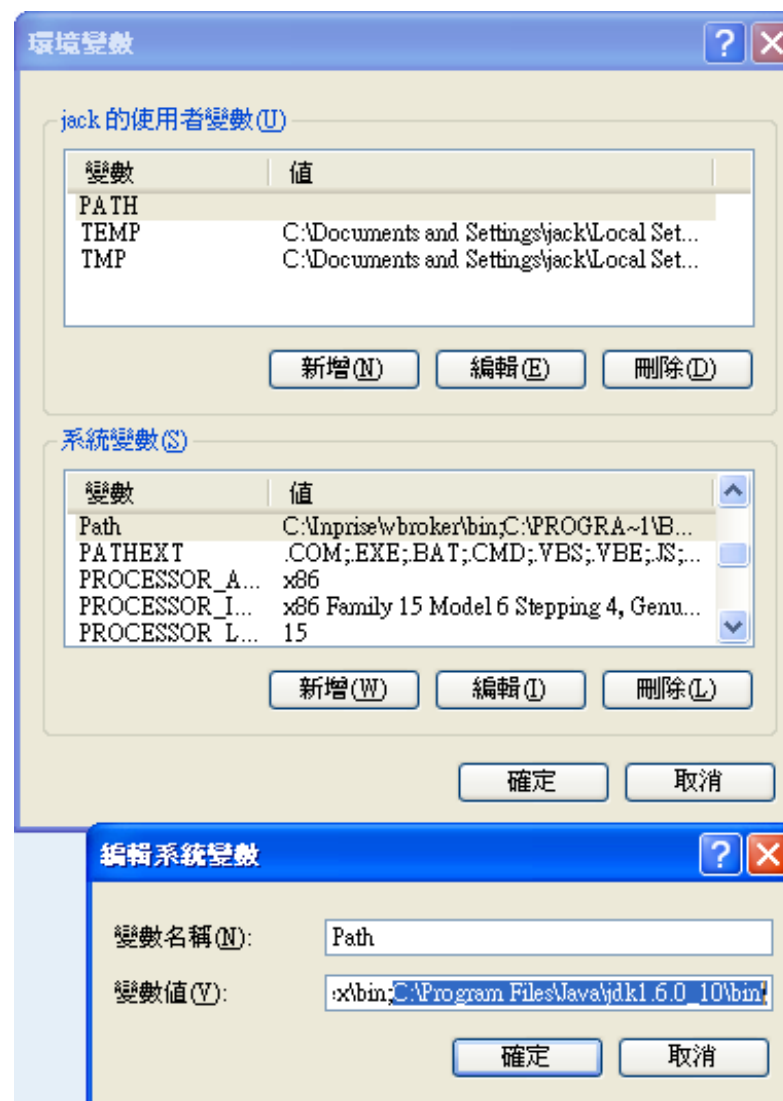 環境變數
jack 的使用者變數(U)
變數 值
PATH
TEMP C:\Documents and Settings\jack\Local Set...
TMP C:\Documents and Settings\jack\Local Set...
新增(N) 編輯(E) 刪除(D)
系統變數(S)
變數 值
Path C:\Inprise\vbroker\bin;C:\PROGRA~1\B...
PATHEXT .COM;.EXE;.BAT;.CMD;.VBS;.VBE;.JS;...
PROCESSOR_A... x86
PROCESSOR_I... x86 Family 15 Model 6 Stepping 4, Genu...
PROCESSOR_L... 15
新增(W) 編輯(I) 刪除(L)
確定 取消
編輯系統變數
變數名稱(N): Path
變數值(V): x\bin;C:\Program Files\Java\jdk1.6.0_10\bin
確定 取消